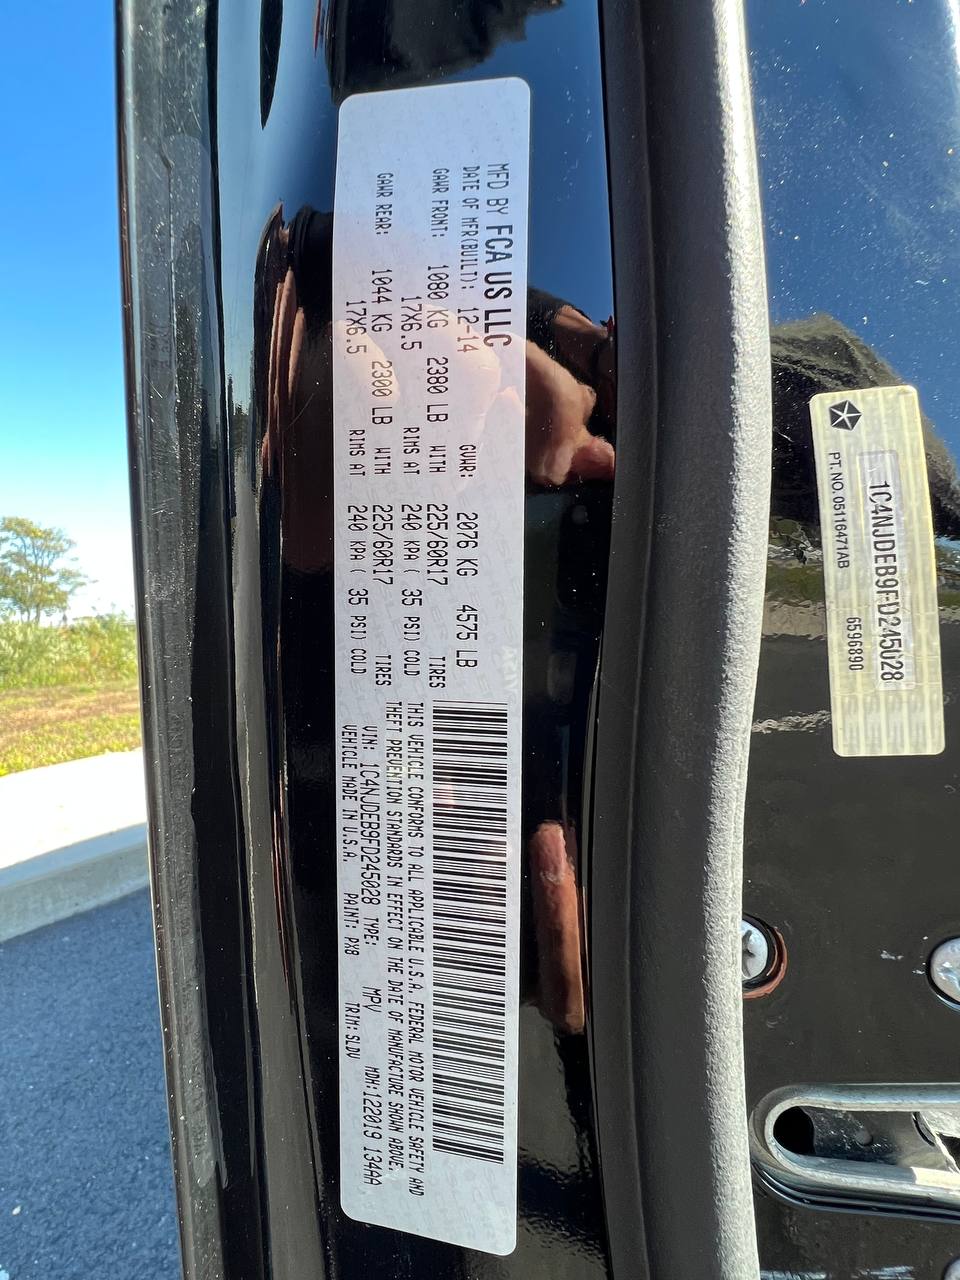 MFD BY FCA US LLC
DATE OF MFR(BUILT): 12-14 GVWR: 2076 KG 4575 LB
GAWR FRONT: 1080 KG 2380 LB WITH 225/60R17 TIRES
17X6.5 RIMS AT 240 KPA ( 35 PSI) COLD
GAWR REAR: 1044 KG 2300 LB WITH 225/60R17 TIRES
17X6.5 RIMS AT 240 KPA ( 35 PSI) COLD
THIS VEHICLE CONFORMS TO ALL APPLICABLE U.S.A. FEDERAL MOTOR VEHICLE SAFETY AND
THEFT PREVENTION STANDARDS IN EFFECT ON THE DATE OF MANUFACTURE SHOWN ABOVE.
VIN: 1C4NJDEB9FD245028 TYPE: MPV MDH:122019 134AA
VEHICLE MADE IN U.S.A. PAINT: PX8 TRIM: SLDV
1C4NJDEB9FD245028
PT. NO. 05116471AB 6596890